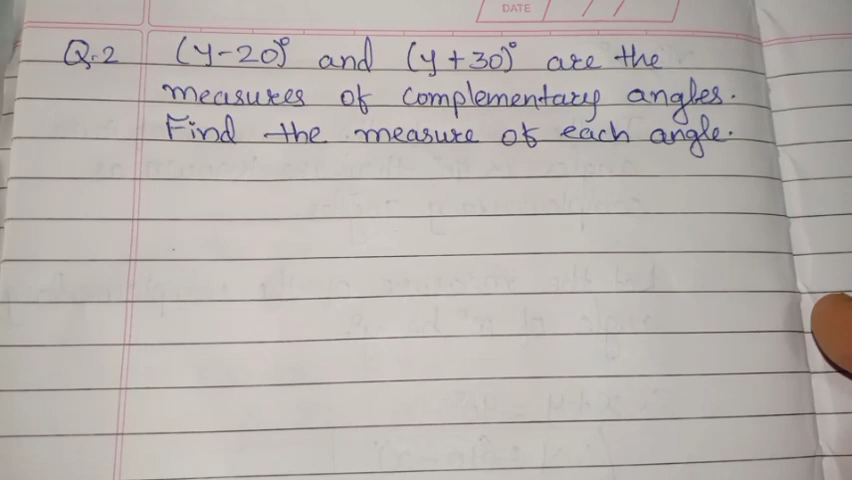 DATE
Q.2 (y-20)° and (y+30)° are the
measures of complementary angles.
Find the measure of each angle.